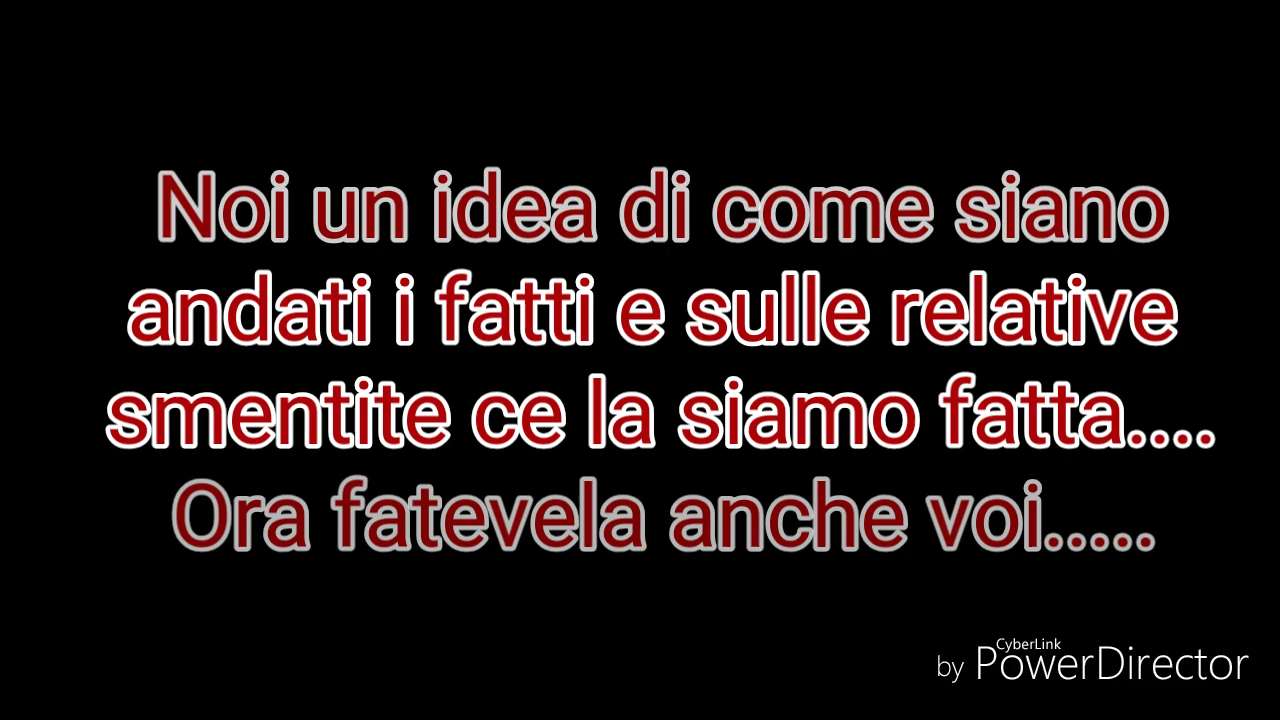 Noi un idea di come siano
andati i fatti e sulle relative
smentite ce la siamo fatta....
Ora fatevela anche voi.....
CyberLink
by PowerDirector